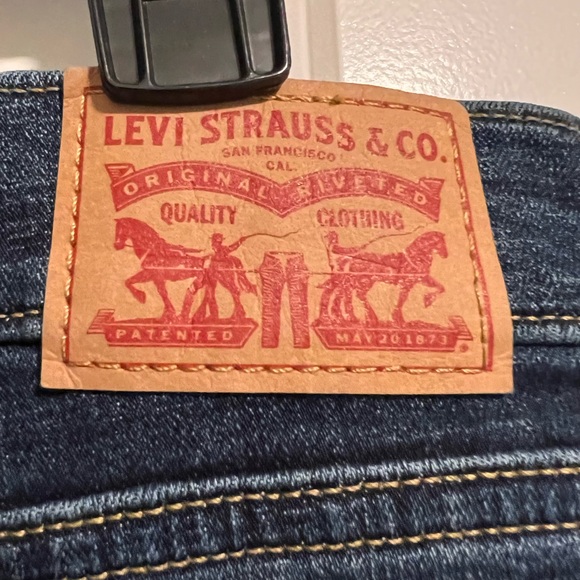 LEVI STRAUSS & CO.
SAN FRANCISCO
CAL.
ORIGINAL RIVETED
QUALITY CLOTHING
PATENTED MAY 20 1873
®